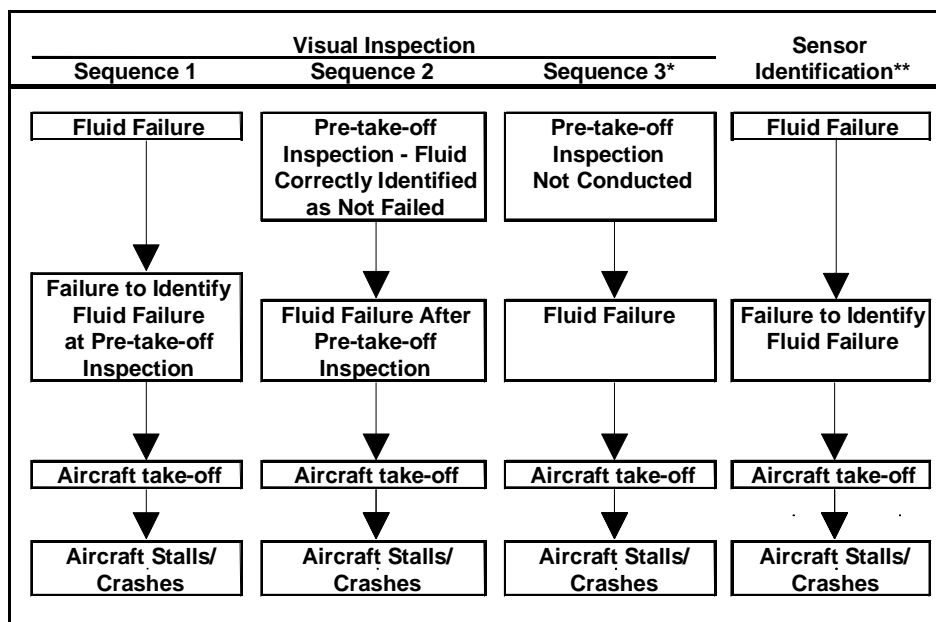 Visual Inspection
Sensor
Identification**
Sequence 1
Sequence 2
Sequence 3*
Fluid Failure
Failure to Identify
Fluid Failure
at Pre-take-off
Inspection
Aircraft take-off
Aircraft Stalls/
Crashes
Pre-take-off
Inspection - Fluid
Correctly Identified
as Not Failed
Fluid Failure After
Pre-take-off
Inspection
Aircraft take-off
Aircraft Stalls/
Crashes
Pre-take-off
Inspection
Not Conducted
Fluid Failure
Aircraft take-off
Aircraft Stalls/
Crashes
Fluid Failure
Failure to Identify
Fluid Failure
Aircraft take-off
Aircraft Stalls/
Crashes